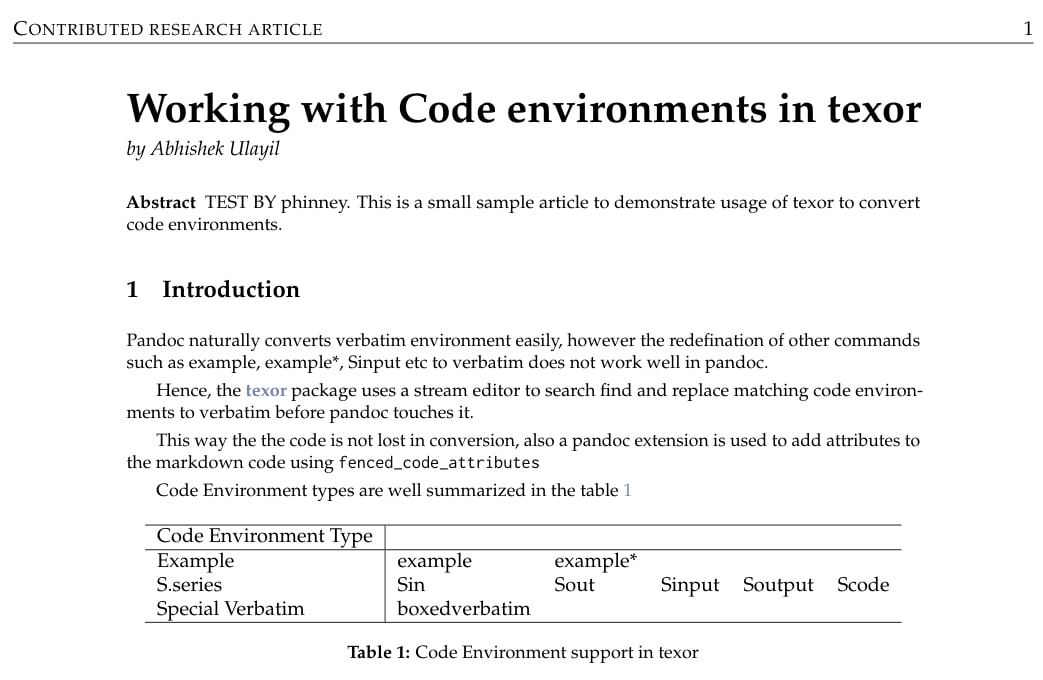 CONTRIBUTED RESEARCH ARTICLE 1
Working with Code environments in texor
by Abhishek Ulayil
Abstract TEST BY phinney. This is a small sample article to demonstrate usage of texor to convert
code environments.
1 Introduction
Pandoc naturally converts verbatim environment easily, however the redefination of other commands
such as example, example*, Sinput etc to verbatim does not work well in pandoc.
Hence, the texor package uses a stream editor to search find and replace matching code environ-
ments to verbatim before pandoc touches it.
This way the the code is not lost in conversion, also a pandoc extension is used to add attributes to
the markdown code using fenced_code_attributes
Code Environment types are well summarized in the table 1
Code Environment Type
Example example example*
S.series Sin Sout Sinput Soutput Scode
Special Verbatim boxedverbatim
Table 1: Code Environment support in texor